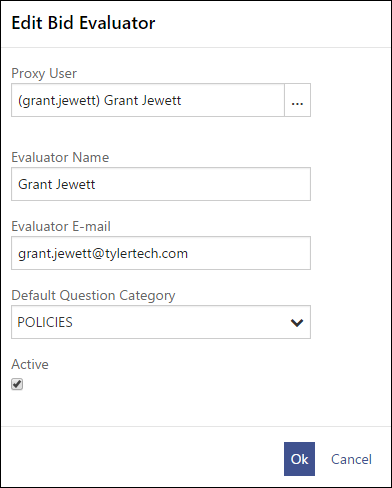 Edit Bid Evaluator
Proxy User
(grant.jewett) Grant Jewett
...
Evaluator Name
Grant Jewett
Evaluator E-mail
grant.jewett@tylertech.com
Default Question Category
POLICIES
Active
Ok Cancel